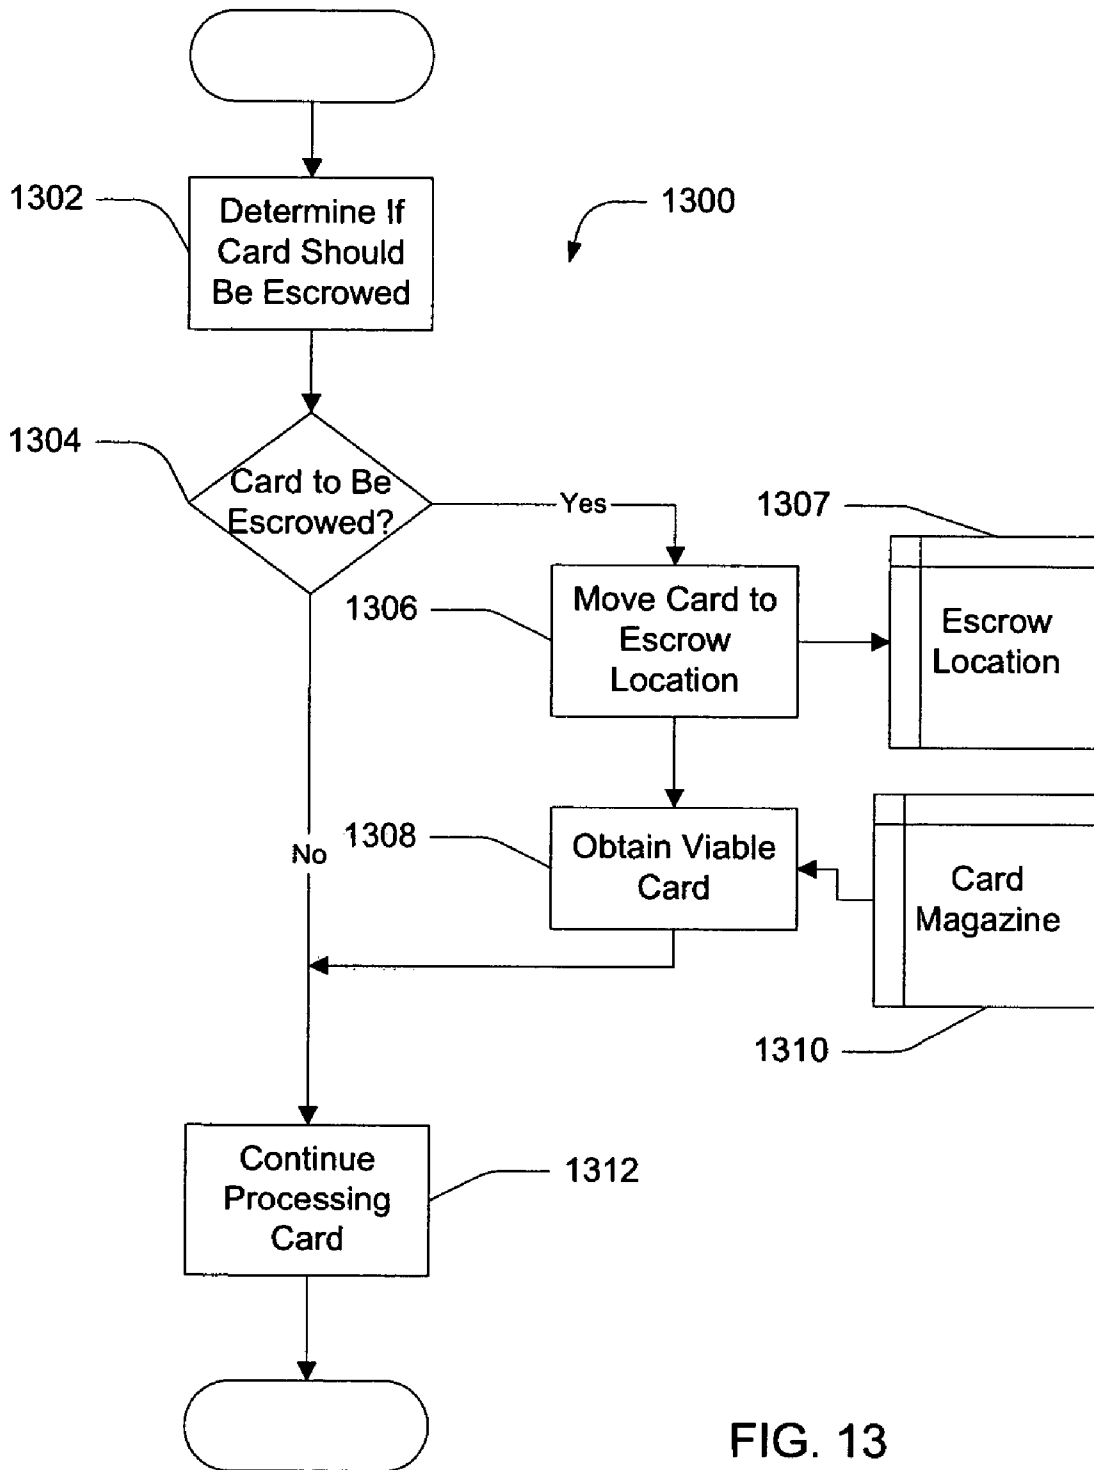 1302
Determine If
Card Should
Be Escrowed
1300
1304
Card to Be
Escrowed?
Yes
1307
1306
Move Card to
Escrow
Location
Escrow
Location
No
1308
Obtain Viable
Card
Card
Magazine
1310
Continue
Processing
Card
1312
FIG. 13